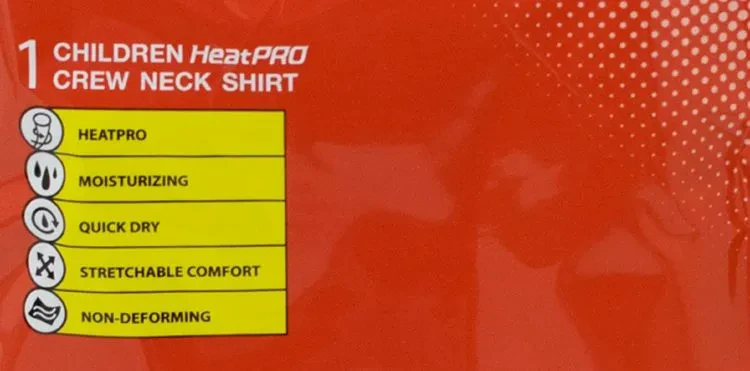 1 CHILDREN HeatPRO
CREW NECK SHIRT
HEATPRO
MOISTURIZING
QUICK DRY
STRETCHABLE COMFORT
NON-DEFORMING